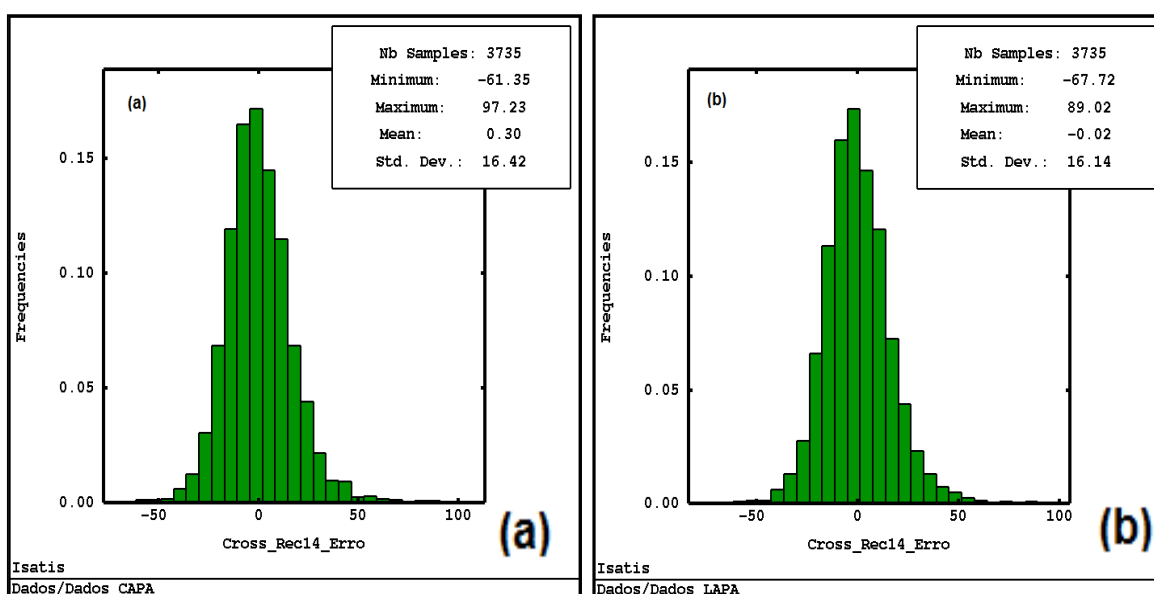 Nb Samples: 3735
Minimum: -61.35
Maximum: 97.23
Mean: 0.30
Std. Dev.: 16.42
(a)
0.15
0.10
0.05
0.00
Frequencies
-50 0 50 100
Cross_Rec14_Erro
(a)
Isatis
Dados/Dados CAPA
Nb Samples: 3735
Minimum: -67.72
Maximum: 89.02
Mean: -0.02
Std. Dev.: 16.14
(b)
0.15
0.10
0.05
0.00
Frequencies
-50 0 50 100
Cross_Rec14_Erro
(b)
Isatis
Dados/Dados LAPA